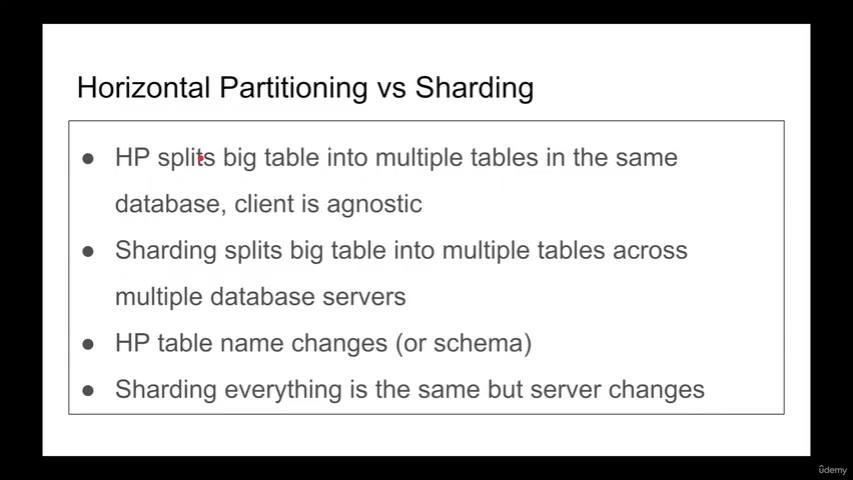 Horizontal Partitioning vs Sharding
● HP splits big table into multiple tables in the same
database, client is agnostic
● Sharding splits big table into multiple tables across
multiple database servers
● HP table name changes (or schema)
● Sharding everything is the same but server changes
ûdemy